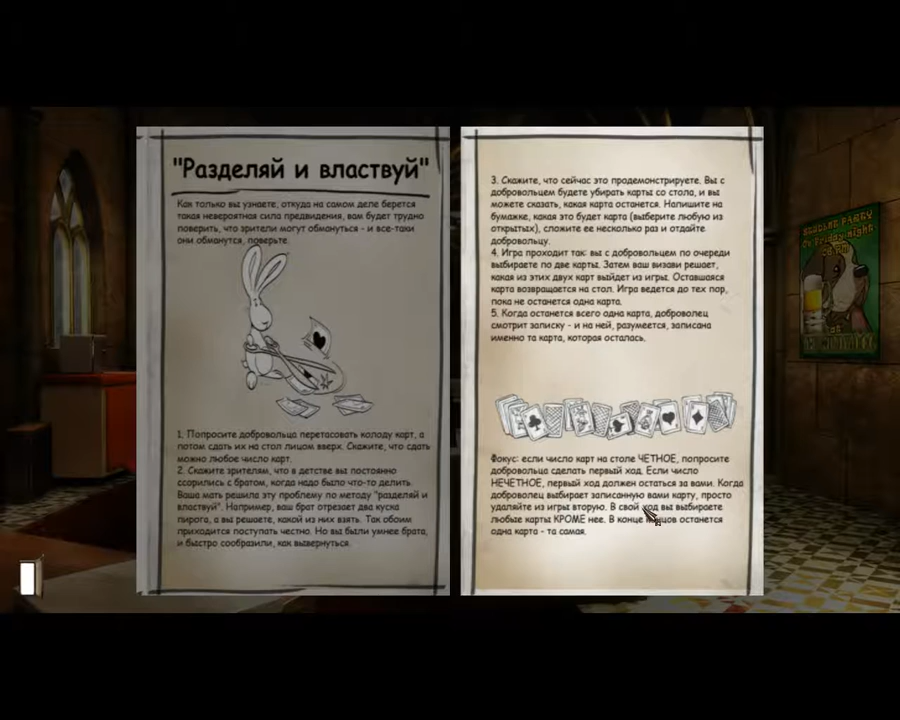 "Разделяй и властвуй"
Как только вы узнаете, откуда на самом деле берется
такая невероятная сила предвидения, вам будет трудно
поверить, что зрители могут обмануться - и все-таки
они обманутся, поверьте.
1. Попросите добровольца перетасовать колоду карт, а
потом сдать их на стол лицом вверх. Скажите, что сдать
можно любое число карт.
2. Скажите зрителям, что в детстве вы постоянно
ссорились с братом, когда надо было что-то делить.
Ваша мать решила эту проблему по методу "разделяй и
властвуй". Например, ваш брат отрезает два куска
пирога, а вы решаете, какой из них взять. Так обоим
приходится поступать честно. Но вы были умнее брата,
и быстро сообразили, как вывернуться.
3. Скажите, что сейчас это продемонстрируете. Вы с
добровольцем будете убирать карты со стола, и вы
можете сказать, какая карта останется. Напишите на
бумажке, какая это будет карта (выберите любую из
открытых), сложите ее несколько раз и отдайте
добровольцу.
4. Игра проходит так: вы с добровольцем по очереди
выбираете по две карты. Затем ваш визави решает,
какая из этих двух карт выйдет из игры. Оставшаяся
карта возвращается на стол. Игра ведется до тех пор,
пока не останется одна карта.
5. Когда останется всего одна карта, доброволец
смотрит записку - и на ней, разумеется, записана
именно та карта, которая осталась.
Фокус: если число карт на столе ЧЕТНОЕ, попросите
добровольца сделать первый ход. Если число
НЕЧЕТНОЕ, первый ход должен остаться за вами. Когда
доброволец выбирает записанную вами карту, просто
удаляйте из игры вторую. В свой ход вы выбираете
любые карты КРОМЕ нее. В конце концов останется
одна карта - та самая.